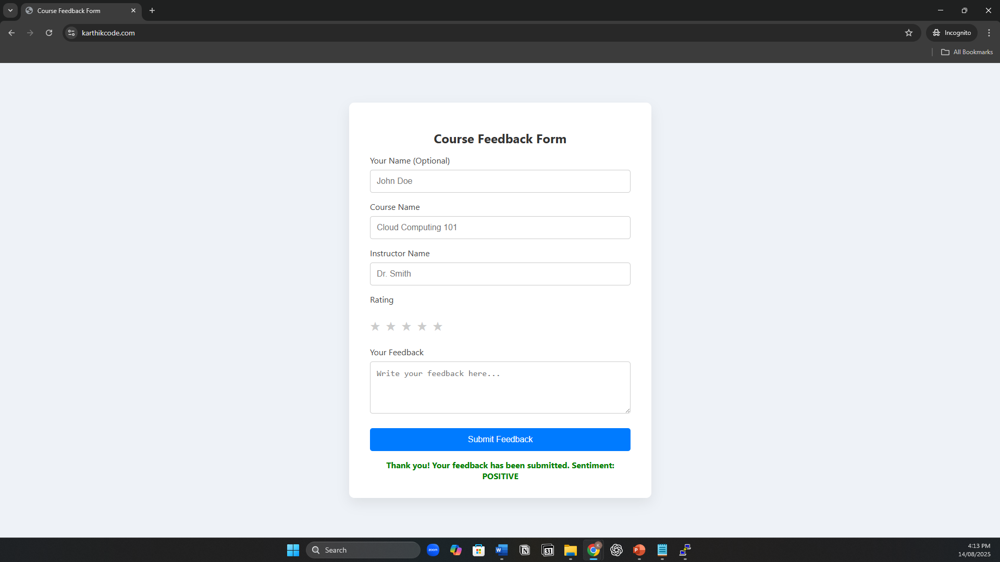 Course Feedback Form
karthikcode.com
Incognito
All Bookmarks
Course Feedback Form
Your Name (Optional)
John Doe
Course Name
Cloud Computing 101
Instructor Name
Dr. Smith
Rating
Your Feedback
Write your feedback here...
Submit Feedback
Thank you! Your feedback has been submitted. Sentiment:
POSITIVE
Search
zoom
W
N
31
K
P
4:13 PM
14/08/2025